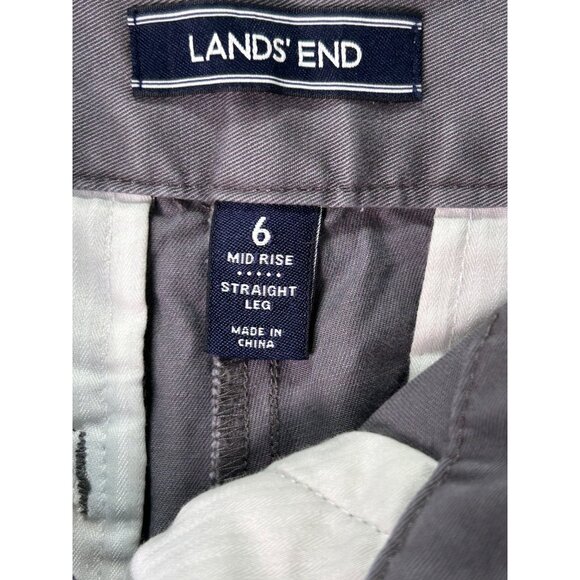 LANDS' END
6
MID RISE
STRAIGHT
LEG
MADE IN
CHINA